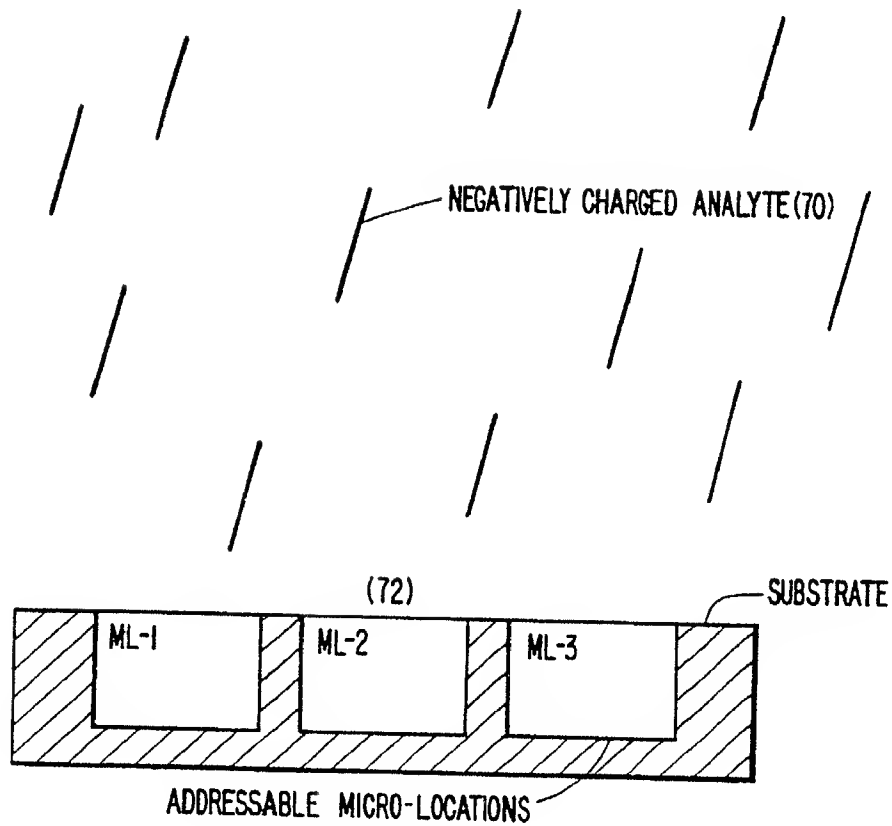 NEGATIVELY CHARGED ANALYTE(70)
(72)
SUBSTRATE
ML-1
ML-2
ML-3
ADDRESSABLE MICRO-LOCATIONS